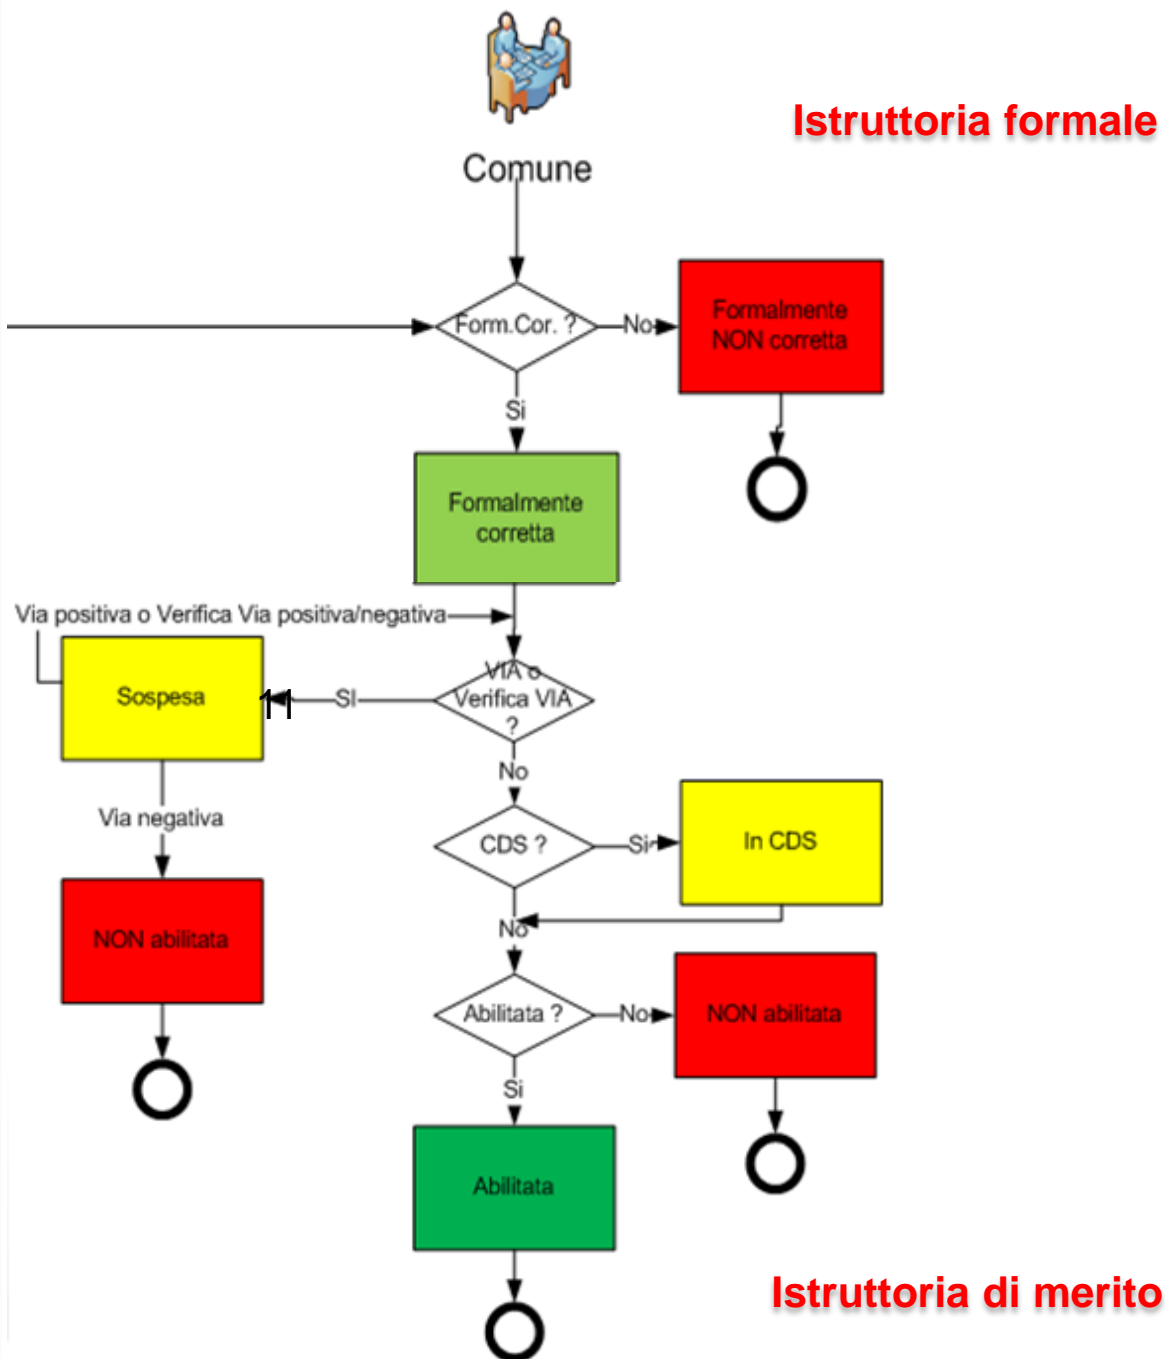 Istruttoria formale
Comune
Form.Cor. ?
No
Formalmente
NON corretta
Si
Formalmente
corretta
Via positiva o Verifica Via positiva/negativa
VIA o
Verifica VIA
?
SI
11
Sospesa
No
Via negativa
CDS ?
Si
In CDS
No
NON abilitata
Abilitata ?
No
NON abilitata
Si
Abilitata
Istruttoria di merito